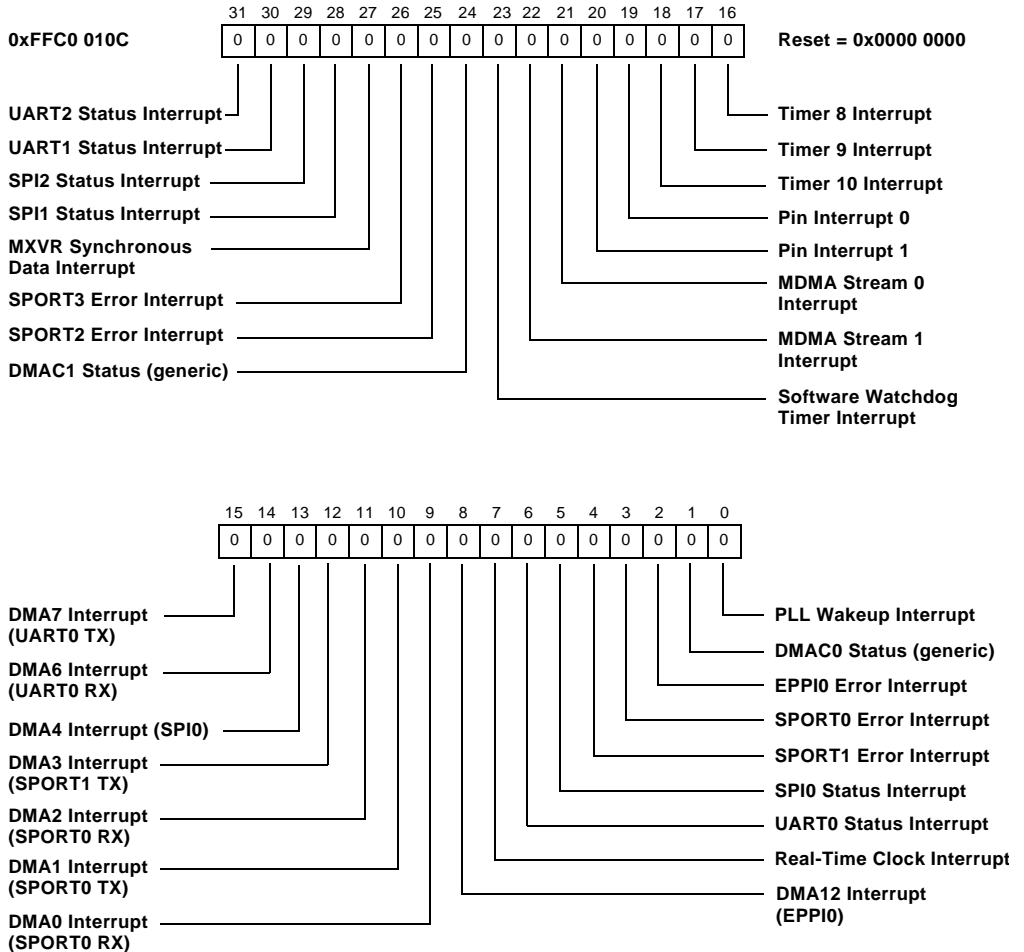 31 30 29 28 27 26 25 24 23 22 21 20 19 18 17 16
0xFFC0 010C
0 0 0 0 0 0 0 0 0 0 0 0 0 0 0 0
Reset = 0x0000 0000
UART2 Status Interrupt
UART1 Status Interrupt
SPI2 Status Interrupt
SPI1 Status Interrupt
MXVR Synchronous
Data Interrupt
SPORT3 Error Interrupt
SPORT2 Error Interrupt
DMAC1 Status (generic)
Timer 8 Interrupt
Timer 9 Interrupt
Timer 10 Interrupt
Pin Interrupt 0
Pin Interrupt 1
MDMA Stream 0
Interrupt
MDMA Stream 1
Interrupt
Software Watchdog
Timer Interrupt
15 14 13 12 11 10 9 8 7 6 5 4 3 2 1 0
0 0 0 0 0 0 0 0 0 0 0 0 0 0 0 0
DMA7 Interrupt
(UART0 TX)
DMA6 Interrupt
(UART0 RX)
DMA4 Interrupt (SPI0)
DMA3 Interrupt
(SPORT1 TX)
DMA2 Interrupt
(SPORT0 RX)
DMA1 Interrupt
(SPORT0 TX)
DMA0 Interrupt
(SPORT0 RX)
PLL Wakeup Interrupt
DMAC0 Status (generic)
EPPI0 Error Interrupt
SPORT0 Error Interrupt
SPORT1 Error Interrupt
SPI0 Status Interrupt
UART0 Status Interrupt
Real-Time Clock Interrupt
DMA12 Interrupt
(EPPI0)